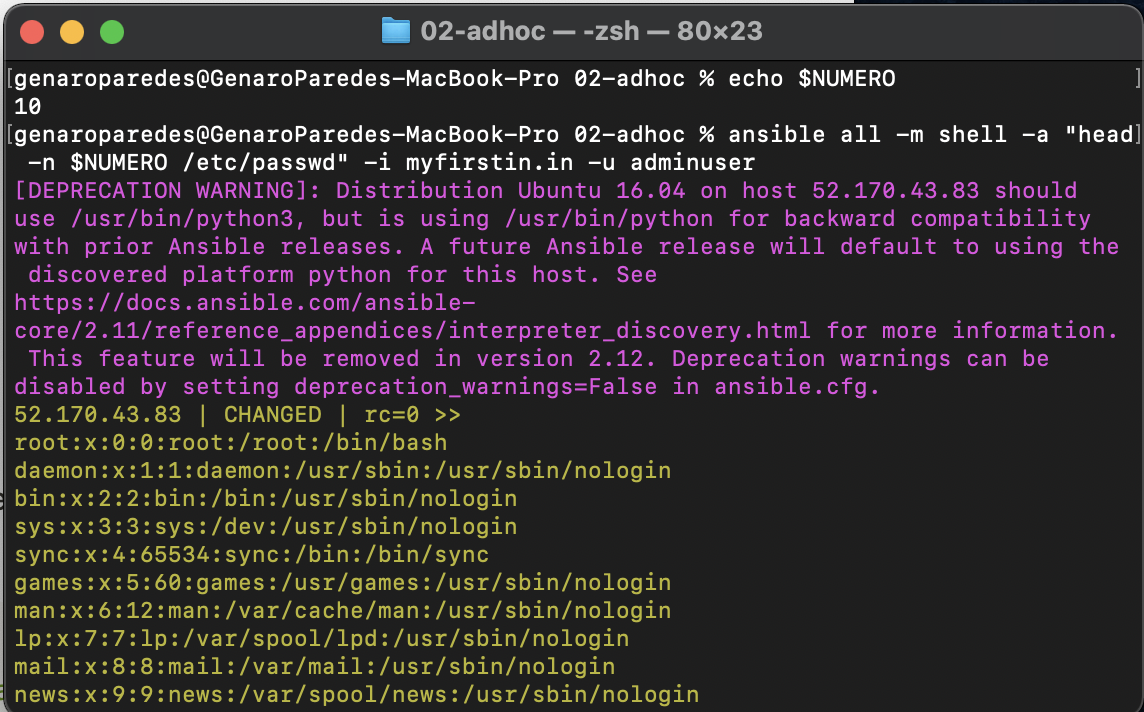 02-adhoc — -zsh — 80×23
[genaroparedes@GenaroParedes-MacBook-Pro 02-adhoc % echo $NUMERO ]
10
[genaroparedes@GenaroParedes-MacBook-Pro 02-adhoc % ansible all -m shell -a "head]
 -n $NUMERO /etc/passwd" -i myfirstin.in -u adminuser
[DEPRECATION WARNING]: Distribution Ubuntu 16.04 on host 52.170.43.83 should
use /usr/bin/python3, but is using /usr/bin/python for backward compatibility
with prior Ansible releases. A future Ansible release will default to using the
 discovered platform python for this host. See
https://docs.ansible.com/ansible-
core/2.11/reference_appendices/interpreter_discovery.html for more information.
 This feature will be removed in version 2.12. Deprecation warnings can be
disabled by setting deprecation_warnings=False in ansible.cfg.
52.170.43.83 | CHANGED | rc=0 >>
root:x:0:0:root:/root:/bin/bash
daemon:x:1:1:daemon:/usr/sbin:/usr/sbin/nologin
bin:x:2:2:bin:/bin:/usr/sbin/nologin
sys:x:3:3:sys:/dev:/usr/sbin/nologin
sync:x:4:65534:sync:/bin:/bin/sync
games:x:5:60:games:/usr/games:/usr/sbin/nologin
man:x:6:12:man:/var/cache/man:/usr/sbin/nologin
lp:x:7:7:lp:/var/spool/lpd:/usr/sbin/nologin
mail:x:8:8:mail:/var/mail:/usr/sbin/nologin
news:x:9:9:news:/var/spool/news:/usr/sbin/nologin